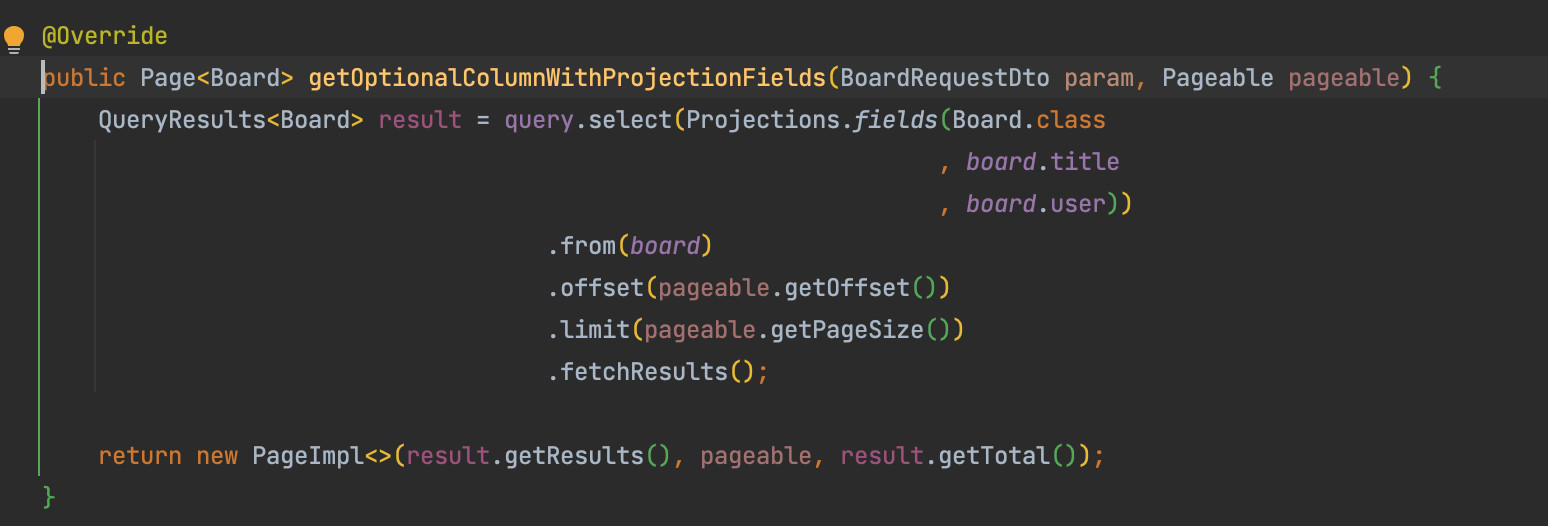 @Override
public Page<Board> getOptionalColumnWithProjectionFields(BoardRequestDto param, Pageable pageable) {
QueryResults<Board> result = query.select(Projections.fields(Board.class
, board.title
, board.user))
.from(board)
.offset(pageable.getOffset())
.limit(pageable.getPageSize())
.fetchResults();
return new PageImpl<>(result.getResults(), pageable, result.getTotal());
}